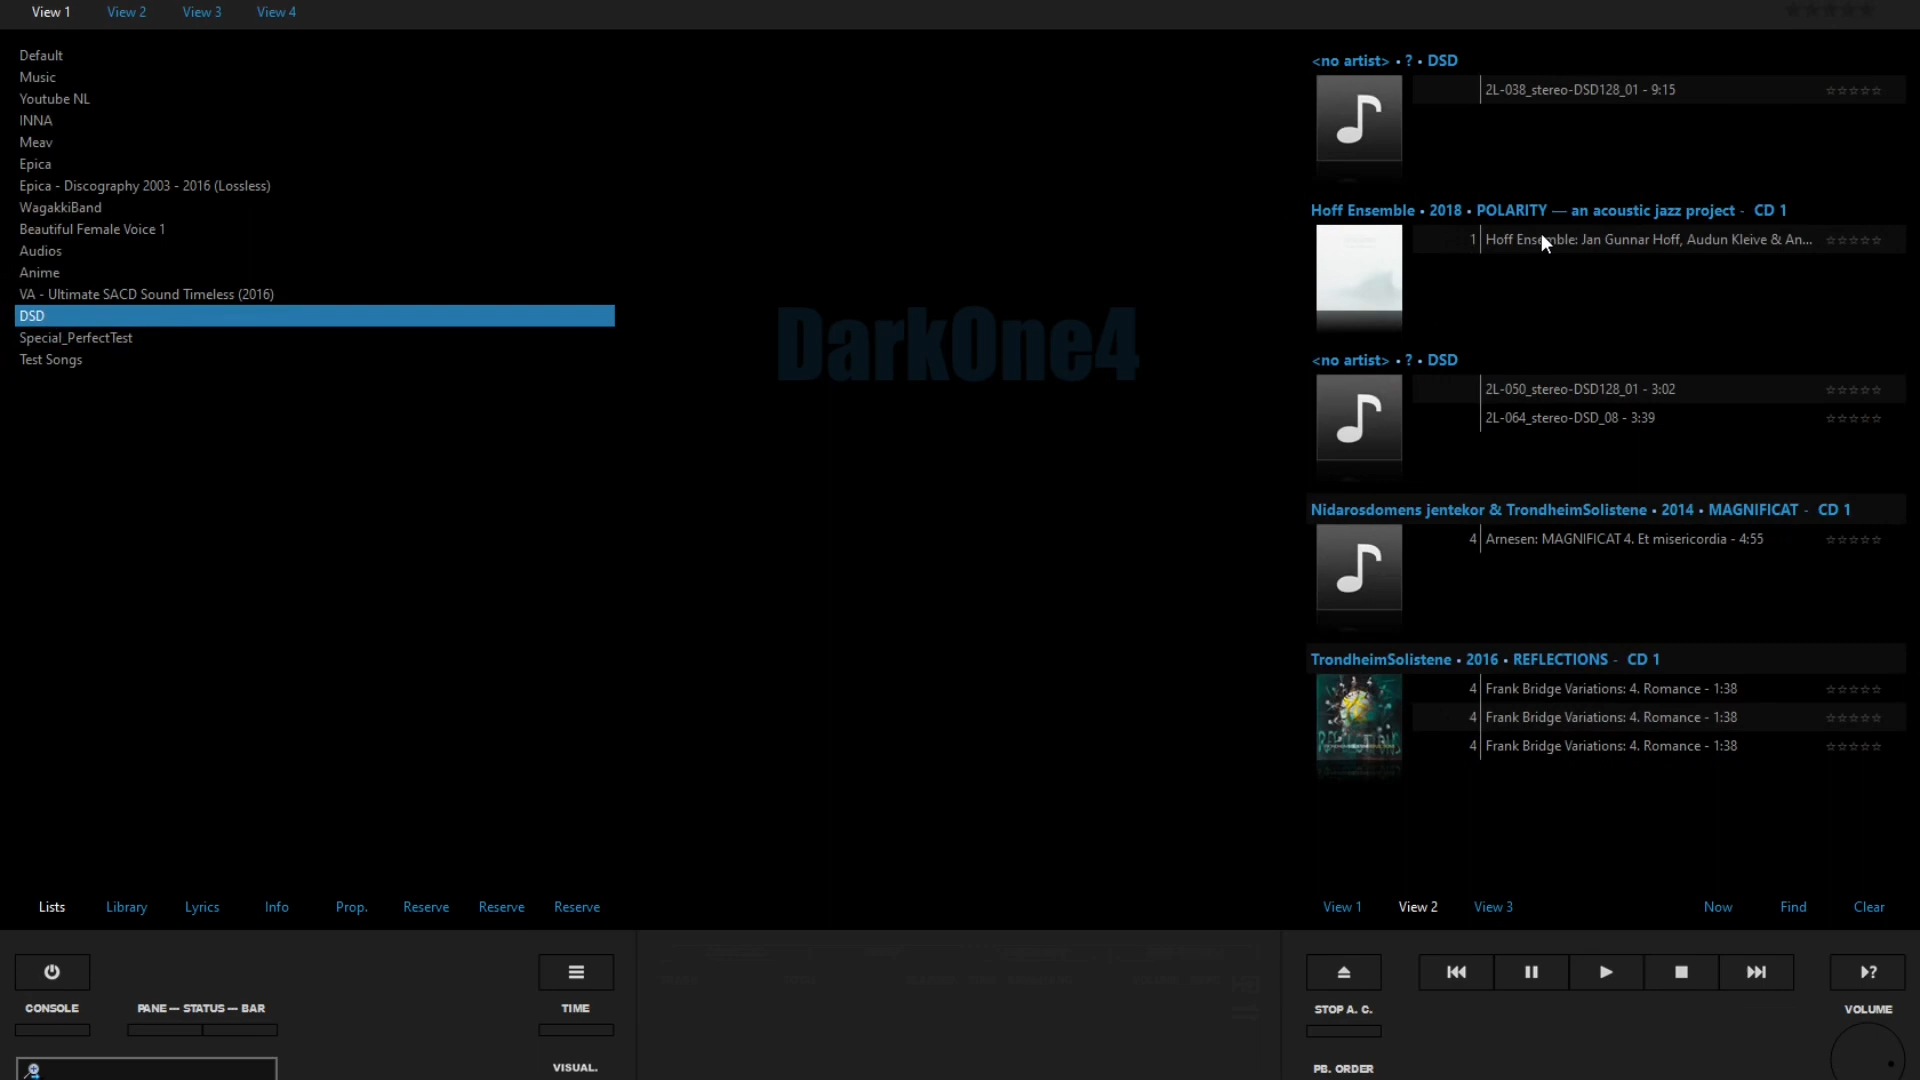 View 1 View 2 View 3 View 4
Default
Music
Youtube NL
INNA
Meav
Epica
Epica - Discography 2003 - 2016 (Lossless)
WagakkiBand
Beautiful Female Voice 1
Audios
Anime
VA - Ultimate SACD Sound Timeless (2016)
DSD
Special_PerfectTest
Test Songs
DarkOne4
<no artist> • ? • DSD
2L-038_stereo-DSD128_01 - 9:15
Hoff Ensemble • 2018 • POLARITY — an acoustic jazz project - CD 1
1 Hoff Ensemble: Jan Gunnar Hoff, Audun Kleive & An...
<no artist> • ? • DSD
2L-050_stereo-DSD128_01 - 3:02
2L-064_stereo-DSD_08 - 3:39
Nidarosdomens jentekor & TrondheimSolistene • 2014 • MAGNIFICAT - CD 1
4 Arnesen: MAGNIFICAT 4. Et misericordia - 4:55
TrondheimSolistene • 2016 • REFLECTIONS - CD 1
4 Frank Bridge Variations: 4. Romance - 1:38
4 Frank Bridge Variations: 4. Romance - 1:38
4 Frank Bridge Variations: 4. Romance - 1:38
Lists Library Lyrics Info Prop. Reserve Reserve Reserve
View 1 View 2 View 3 Now Find Clear
CONSOLE PANE — STATUS — BAR TIME
STOP A. C. VOLUME
VISUAL.
PB. ORDER